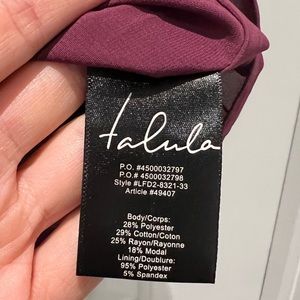 talula
P.O. #4500032797
P.O.# 4500032798
Style #LFD2-8321-33
Article #49407
Body/Corps:
28% Polyester
29% Cotton/Coton
25% Rayon/Rayonne
18% Modal
Lining/Doublure:
95% Polyester
5% Spandex